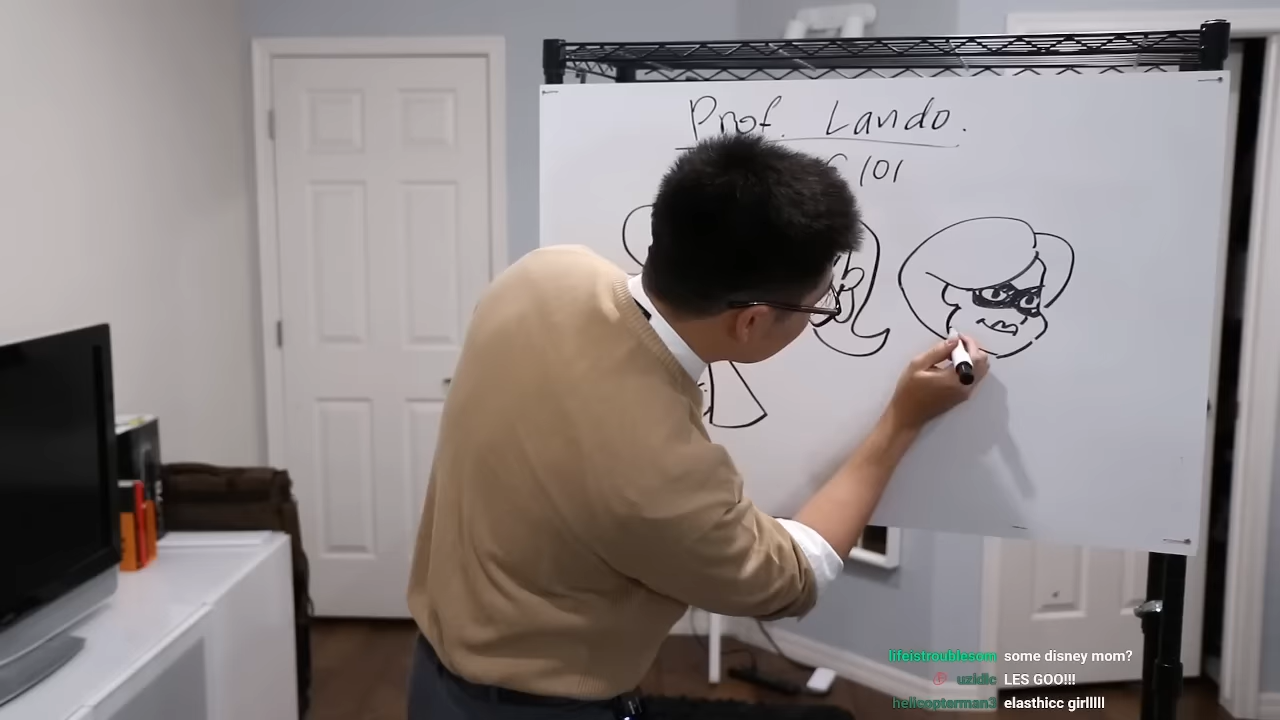 Prof. Lando.
101
lifeistroublesom some disney mom?
uzidic LES GOO!!!
helicopterman3 elasthicc girlllll